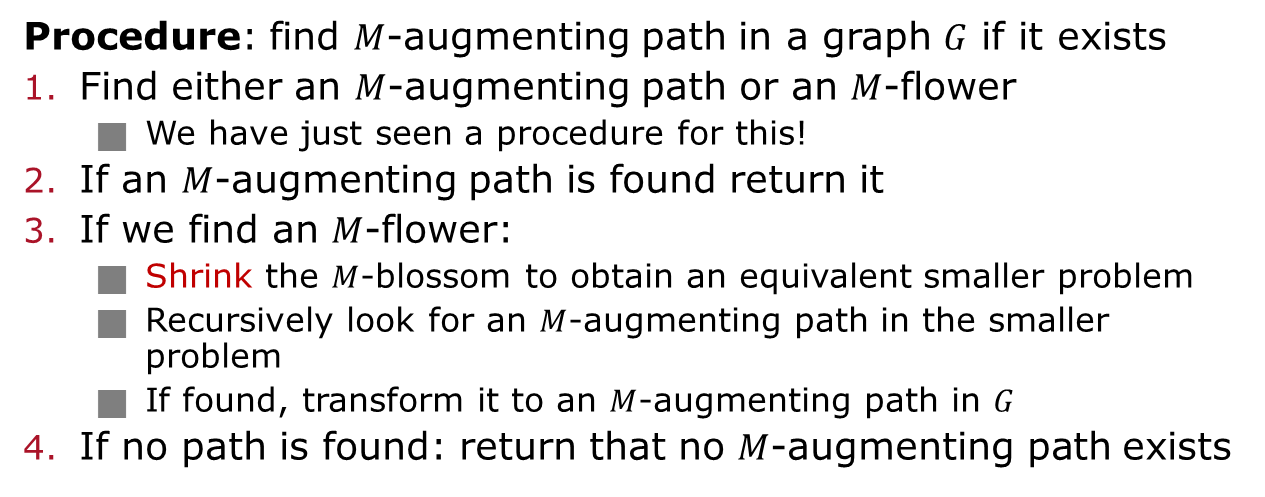 Procedure: find M-augmenting path in a graph G if it exists
1. Find either an M-augmenting path or an M-flower
We have just seen a procedure for this!
2. If an M-augmenting path is found return it
3. If we find an M-flower:
Shrink the M-blossom to obtain an equivalent smaller problem
Recursively look for an M-augmenting path in the smaller
problem
If found, transform it to an M-augmenting path in G
4. If no path is found: return that no M-augmenting path exists